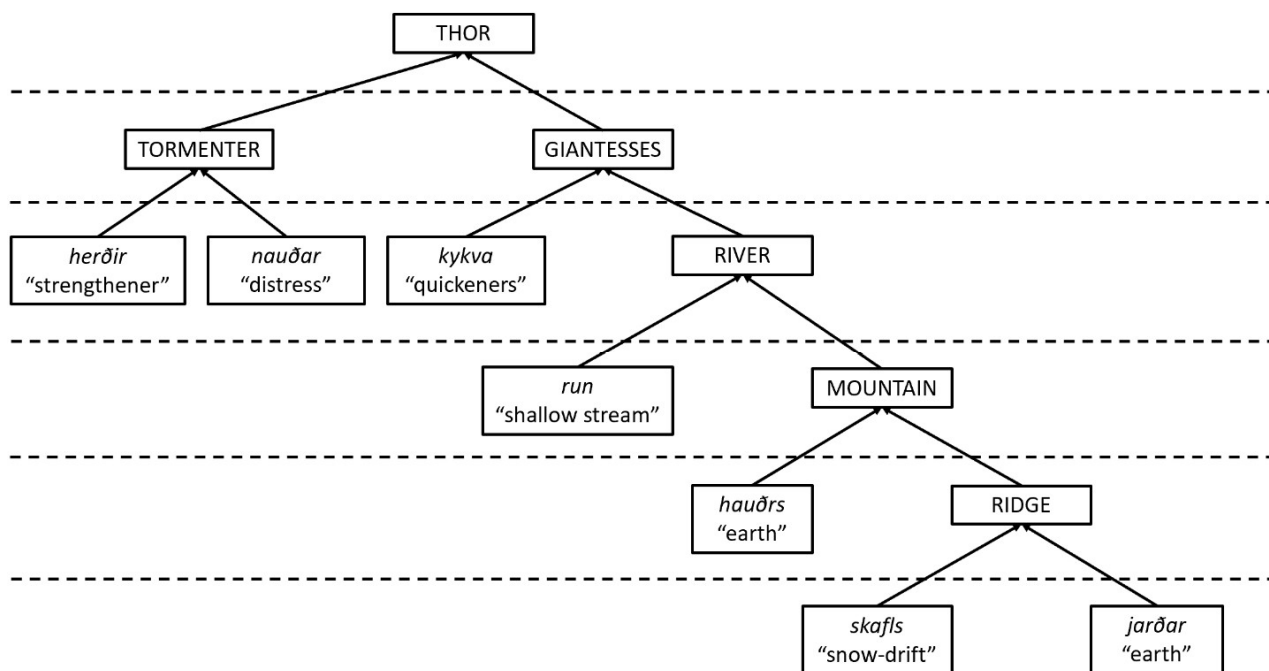 THOR
TORMENTER
GIANTESSES
herðir
“strengthener”
nauðar
“distress”
kykva
“quickeners”
RIVER
run
“shallow stream”
MOUNTAIN
hauðrs
“earth”
RIDGE
skafls
“snow-drift”
jarðar
“earth”